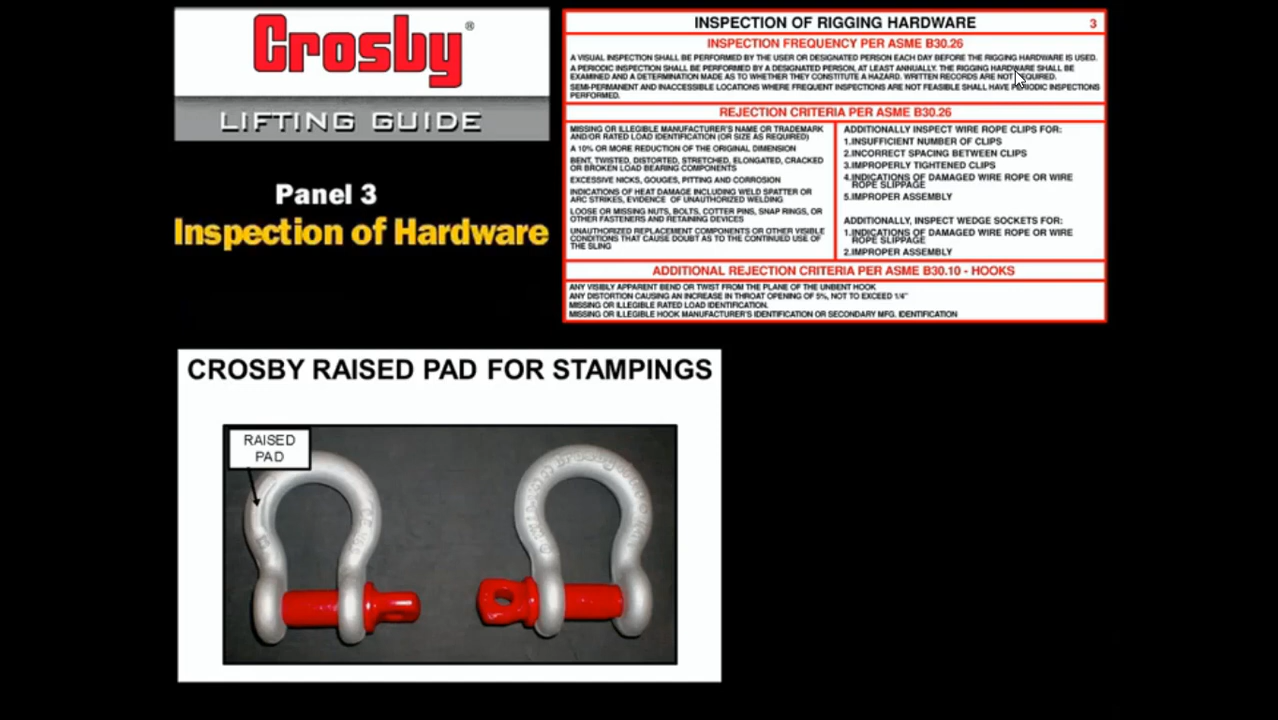 Crosby®
LIFTING GUIDE
Panel 3
Inspection of Hardware
INSPECTION OF RIGGING HARDWARE 3
INSPECTION FREQUENCY PER ASME B30.26
A VISUAL INSPECTION SHALL BE PERFORMED BY THE USER OR DESIGNATED PERSON EACH DAY BEFORE THE RIGGING HARDWARE IS USED.
A PERIODIC INSPECTION SHALL BE PERFORMED BY A DESIGNATED PERSON, AT LEAST ANNUALLY. THE RIGGING HARDWARE SHALL BE
EXAMINED AND A DETERMINATION MADE AS TO WHETHER THEY CONSTITUTE A HAZARD. WRITTEN RECORDS ARE NOT REQUIRED.
SEMI-PERMANENT AND INACCESSIBLE LOCATIONS WHERE FREQUENT INSPECTIONS ARE NOT FEASIBLE SHALL HAVE PERIODIC INSPECTIONS
PERFORMED.
REJECTION CRITERIA PER ASME B30.26
MISSING OR ILLEGIBLE MANUFACTURER'S NAME OR TRADEMARK
AND/OR RATED LOAD IDENTIFICATION (OR SIZE AS REQUIRED)
A 10% OR MORE REDUCTION OF THE ORIGINAL DIMENSION
BENT, TWISTED, DISTORTED, STRETCHED, ELONGATED, CRACKED
OR BROKEN LOAD BEARING COMPONENTS
EXCESSIVE NICKS, GOUGES, PITTING AND CORROSION
INDICATIONS OF HEAT DAMAGE INCLUDING WELD SPATTER OR
ARC STRIKES, EVIDENCE OF UNAUTHORIZED WELDING
LOOSE OR MISSING NUTS, BOLTS, COTTER PINS, SNAP RINGS, OR
OTHER FASTENERS AND RETAINING DEVICES
UNAUTHORIZED REPLACEMENT COMPONENTS OR OTHER VISIBLE
CONDITIONS THAT CAUSE DOUBT AS TO THE CONTINUED USE OF
THE SLING
ADDITIONALLY INSPECT WIRE ROPE CLIPS FOR:
1.INSUFFICIENT NUMBER OF CLIPS
2.INCORRECT SPACING BETWEEN CLIPS
3.IMPROPERLY TIGHTENED CLIPS
4.INDICATIONS OF DAMAGED WIRE ROPE OR WIRE
ROPE SLIPPAGE
5.IMPROPER ASSEMBLY
ADDITIONALLY, INSPECT WEDGE SOCKETS FOR:
1.INDICATIONS OF DAMAGED WIRE ROPE OR WIRE
ROPE SLIPPAGE
2.IMPROPER ASSEMBLY
ADDITIONAL REJECTION CRITERIA PER ASME B30.10 - HOOKS
ANY VISIBLY APPARENT BEND OR TWIST FROM THE PLANE OF THE UNBENT HOOK
ANY DISTORTION CAUSING AN INCREASE IN THROAT OPENING OF 5%, NOT TO EXCEED 1/4"
MISSING OR ILLEGIBLE RATED LOAD IDENTIFICATION.
MISSING OR ILLEGIBLE HOOK MANUFACTURER'S IDENTIFICATION OR SECONDARY MFG. IDENTIFICATION
CROSBY RAISED PAD FOR STAMPINGS
RAISED
PAD
Crosby